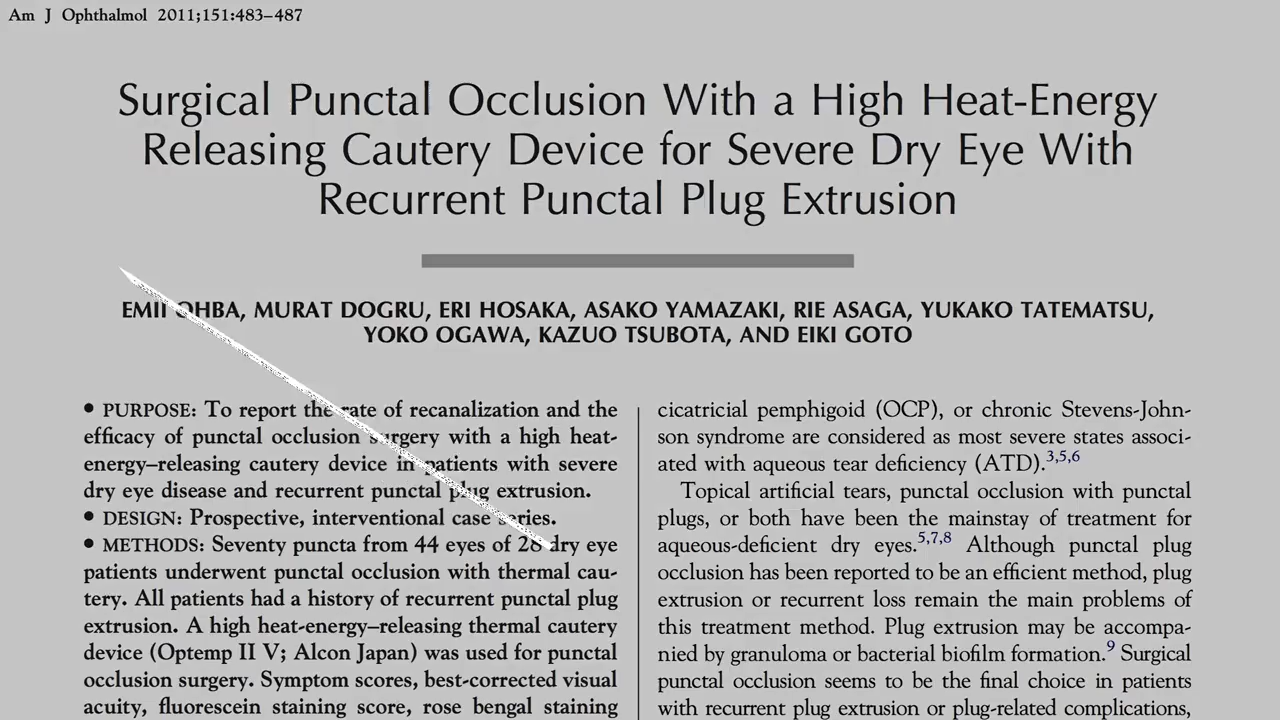 Am J Ophthalmol 2011;151:483–487
Surgical Punctal Occlusion With a High Heat-Energy
Releasing Cautery Device for Severe Dry Eye With
Recurrent Punctal Plug Extrusion
EMII OHBA, MURAT DOGRU, ERI HOSAKA, ASAKO YAMAZAKI, RIE ASAGA, YUKAKO TATEMATSU,
YOKO OGAWA, KAZUO TSUBOTA, AND EIKI GOTO
• PURPOSE: To report the rate of recanalization and the
efficacy of punctal occlusion surgery with a high heat-
energy–releasing cautery device in patients with severe
dry eye disease and recurrent punctal plug extrusion.
• DESIGN: Prospective, interventional case series.
• METHODS: Seventy puncta from 44 eyes of 28 dry eye
patients underwent punctal occlusion with thermal cau-
tery. All patients had a history of recurrent punctal plug
extrusion. A high heat-energy–releasing thermal cautery
device (Optemp II V; Alcon Japan) was used for punctal
occlusion surgery. Symptom scores, best-corrected visual
acuity, fluorescein staining score, rose bengal staining
cicatricial pemphigoid (OCP), or chronic Stevens-John-
son syndrome are considered as most severe states associ-
ated with aqueous tear deficiency (ATD).3,5,6
Topical artificial tears, punctal occlusion with punctal
plugs, or both have been the mainstay of treatment for
aqueous-deficient dry eyes.5,7,8 Although punctal plug
occlusion has been reported to be an efficient method, plug
extrusion or recurrent loss remain the main problems of
this treatment method. Plug extrusion may be accompa-
nied by granuloma or bacterial biofilm formation.9 Surgical
punctal occlusion seems to be the final choice in patients
with recurrent plug extrusion or plug-related complications,